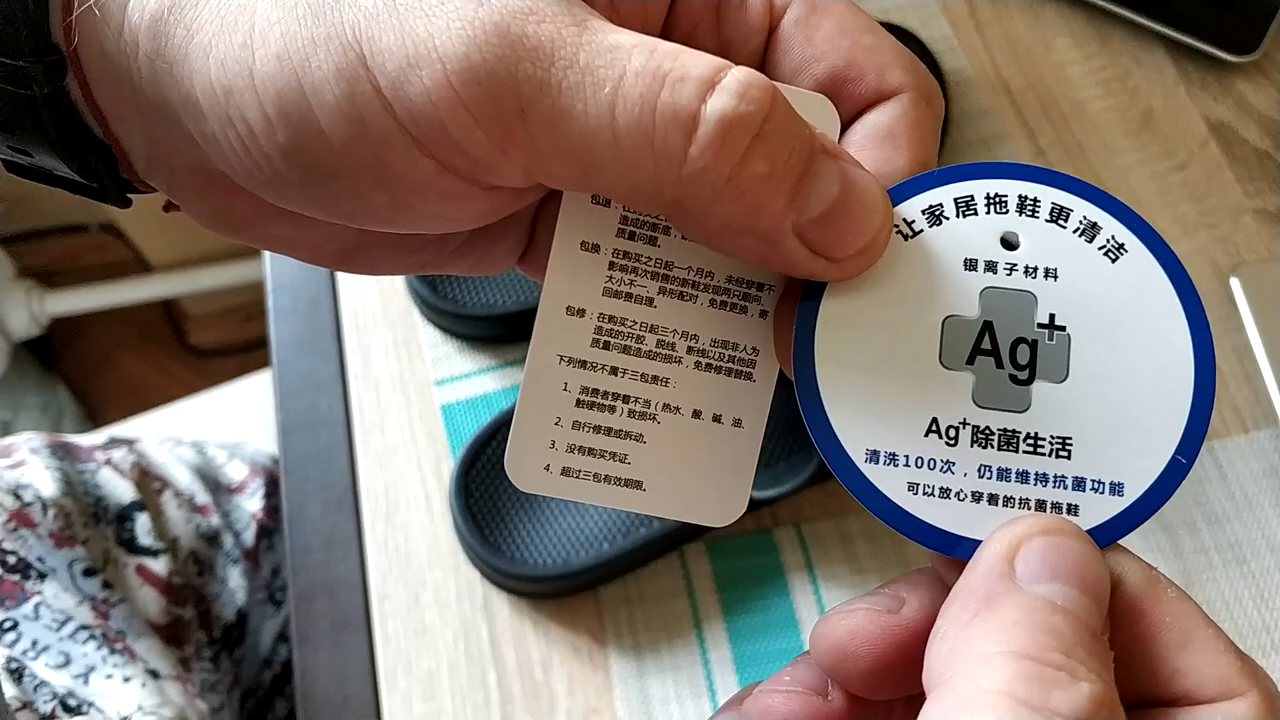 包退：在购买之
造成的断底，断
质量问题。
包换：在购买之日起一个月内，未经穿着不
影响再次销售的新鞋发现两只顺向，
大小不一、异形配对，免费更换，寄
回邮费自理。
包修：在购买之日起三个月内，出现非人为
造成的开胶、脱线、断线以及其他因
质量问题造成的损坏，免费修理替换。
下列情况不属于三包责任：
1、消费者穿着不当（热水、酸、碱、油、
触硬物等）致损坏。
2、自行修理或拆动。
3、没有购买凭证。
4、超过三包有效期限。
让家居拖鞋更清洁
银离子材料
Ag+
Ag+除菌生活
清洗100次，仍能维持抗菌功能
可以放心穿着的抗菌拖鞋